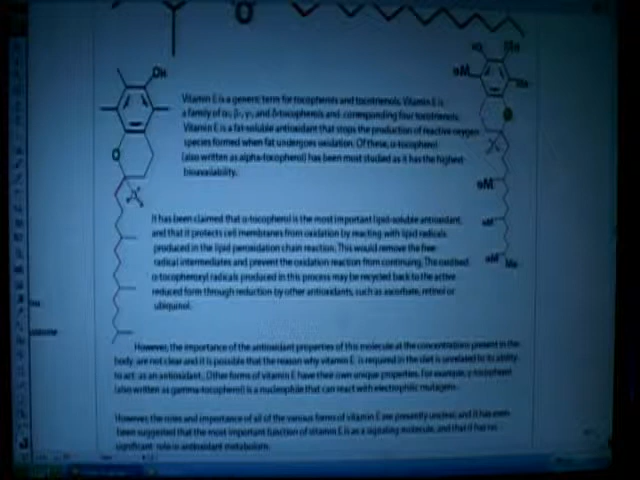 OH
O
HO
OMe
eM
Me
O
O
eM
eM
eM Me
Vitamin E is a generic term for tocopherols and tocotrienols. Vitamin E is
a family of α-, β-, γ-, and δ-tocopherols and corresponding four tocotrienols.
Vitamin E is a fat-soluble antioxidant that stops the production of reactive oxygen
species formed when fat undergoes oxidation. Of these, α-tocopherol
(also written as alpha-tocopherol) has been most studied as it has the highest
bioavailability.
It has been claimed that α-tocopherol is the most important lipid-soluble antioxidant,
and that it protects cell membranes from oxidation by reacting with lipid radicals
produced in the lipid peroxidation chain reaction. This would remove the free
radical intermediates and prevent the oxidation reaction from continuing. The oxidised
α-tocopheroxyl radicals produced in this process may be recycled back to the active
reduced form through reduction by other antioxidants, such as ascorbate, retinol or
ubiquinol.
However, the importance of the antioxidant properties of this molecule at the concentrations present in the
body are not clear and it is possible that the reason why vitamin E is required in the diet is unrelated to its ability
to act as an antioxidant. Other forms of vitamin E have their own unique properties. For example, γ-tocopherol
(also written as gamma-tocopherol) is a nucleophile that can react with electrophilic mutagens.
However, the roles and importance of all of the various forms of vitamin E are presently unclear, and it has even
been suggested that the most important function of vitamin E is as a signaling molecule, and that it has no
significant role in antioxidant metabolism.